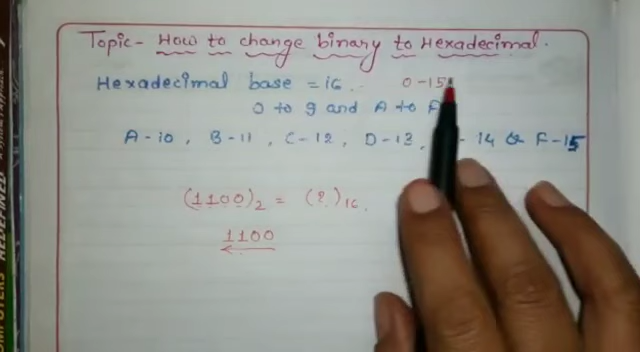 Topic- How to change binary to Hexadecimal.
Hexadecimal base = 16. 0-15
0 to 9 and A to
A-10, B-11, C-12, D-13, - 14 & F-15
(1100)₂ = (?)₁₆.
1100
REDEFINED